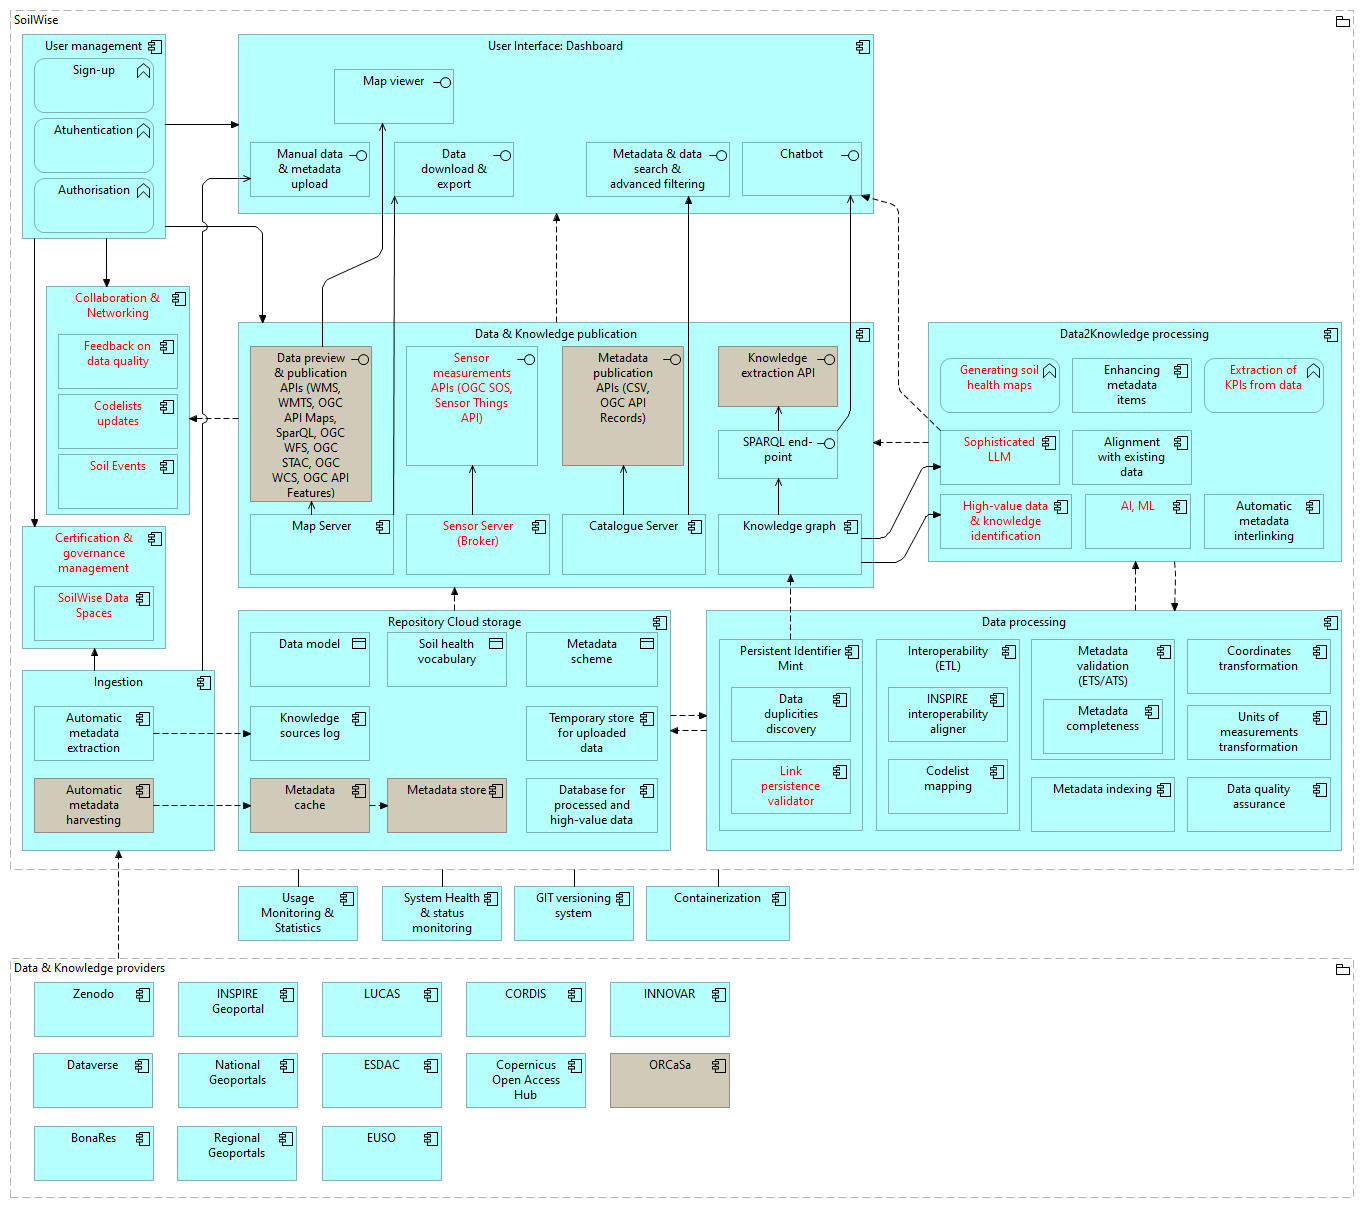 SoilWise
User management
Sign-up
Atuhentication
Authorisation
User Interface: Dashboard
Map viewer
Manual data
& metadata
upload
Data
download &
export
Metadata & data
search &
advanced filtering
Chatbot
Collaboration &
Networking
Feedback on
data quality
Codelists
updates
Soil Events
Data & Knowledge publication
Data preview
& publication
APIs (WMS,
WMTS, OGC
API Maps,
SparQL, OGC
WFS, OGC
STAC, OGC
WCS, OGC API
Features)
Sensor
measurements
APIs (OGC SOS,
Sensor Things
API)
Metadata
publication
APIs (CSV,
OGC API
Records)
Knowledge
extraction API
SPARQL end-
point
Map Server
Sensor Server
(Broker)
Catalogue Server
Knowledge graph
Data2Knowledge processing
Generating soil
health maps
Enhancing
metadata
items
Extraction of
KPIs from data
Sophisticated
LLM
Alignment
with existing
data
High-value data
& knowledge
identification
AI, ML
Automatic
metadata
interlinking
Certification &
governance
management
SoilWise Data
Spaces
Ingestion
Automatic
metadata
extraction
Automatic
metadata
harvesting
Repository Cloud storage
Data model
Soil health
vocabulary
Metadata
scheme
Knowledge
sources log
Temporary store
for uploaded
data
Metadata
cache
Metadata store
Database for
processed and
high-value data
Data processing
Persistent Identifier
Mint
Data
duplicities
discovery
Link
persistence
validator
Interoperability
(ETL)
INSPIRE
interoperability
aligner
Codelist
mapping
Metadata
validation
(ETS/ATS)
Metadata
completeness
Metadata indexing
Coordinates
transformation
Units of
measurements
transformation
Data quality
assurance
Usage
Monitoring &
Statistics
System Health
& status
monitoring
GIT versioning
system
Containerization
Data & Knowledge providers
Zenodo
INSPIRE
Geoportal
LUCAS
CORDIS
INNOVAR
Dataverse
National
Geoportals
ESDAC
Copernicus
Open Access
Hub
ORCaSa
BonaRes
Regional
Geoportals
EUSO